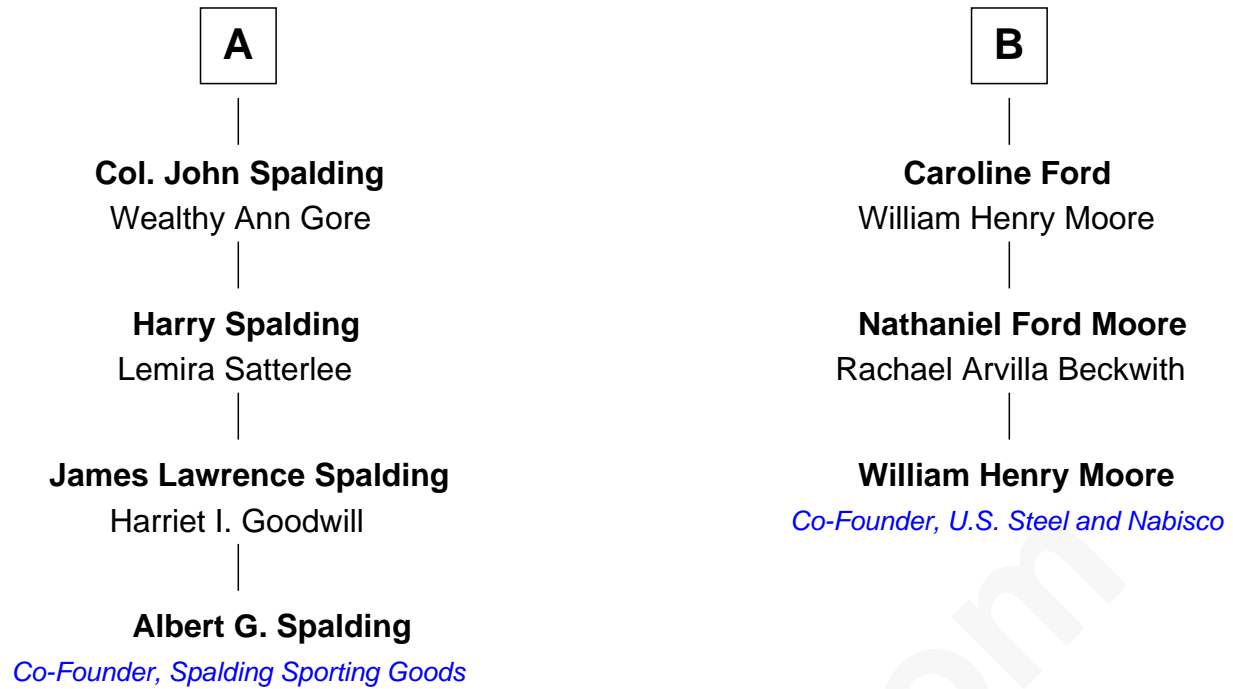 A
Col. John Spalding
Wealthy Ann Gore
Harry Spalding
Lemira Satterlee
James Lawrence Spalding
Harriet I. Goodwill
Albert G. Spalding
Co-Founder, Spalding Sporting Goods
B
Caroline Ford
William Henry Moore
Nathaniel Ford Moore
Rachael Arvilla Beckwith
William Henry Moore
Co-Founder, U.S. Steel and Nabisco
om